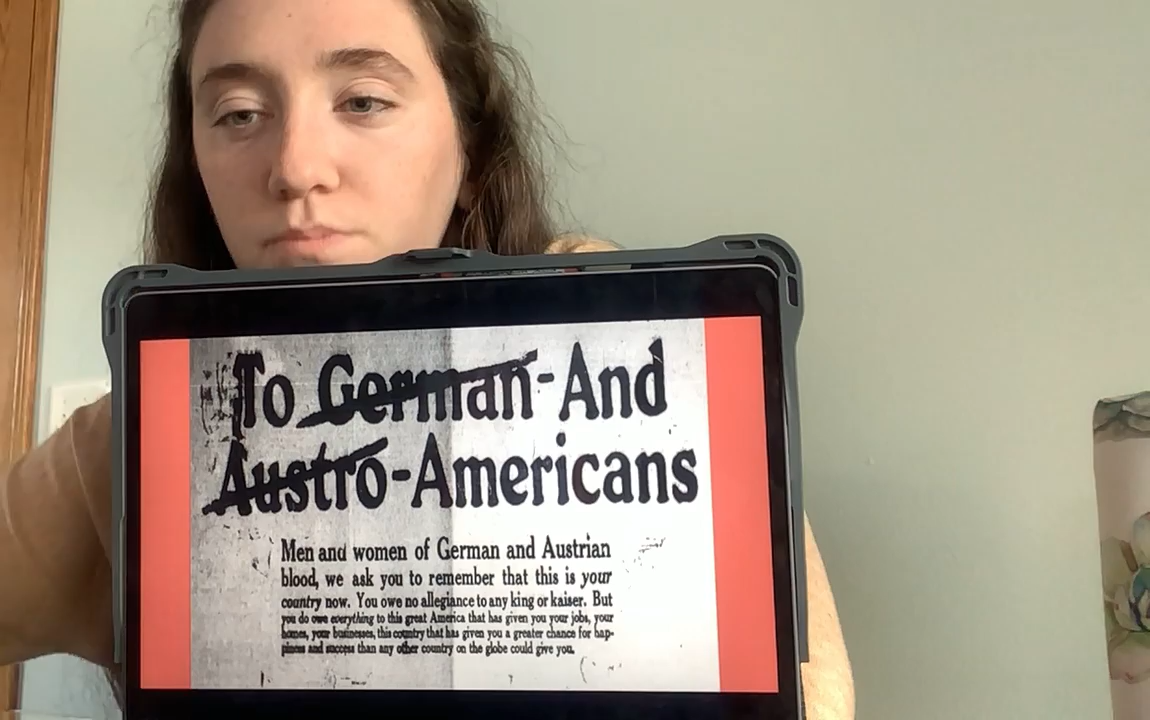 To German-And
Austro-Americans
Men and women of German and Austrian
blood, we ask you to remember that this is your
country now. You owe no allegiance to any king or kaiser. But
you do owe everything to this great America that has given you your jobs, your
homes, your businesses, this country that has given you a greater chance for hap-
piness and success than any other country on the globe could give you.